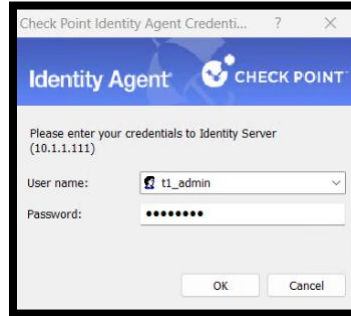 Check Point Identity Agent Credenti...
Identity Agent
CHECK POINT
Please enter your credentials to Identity Server
(10.1.1.111)
User name: t1_admin
Password: ••••••••
OK Cancel